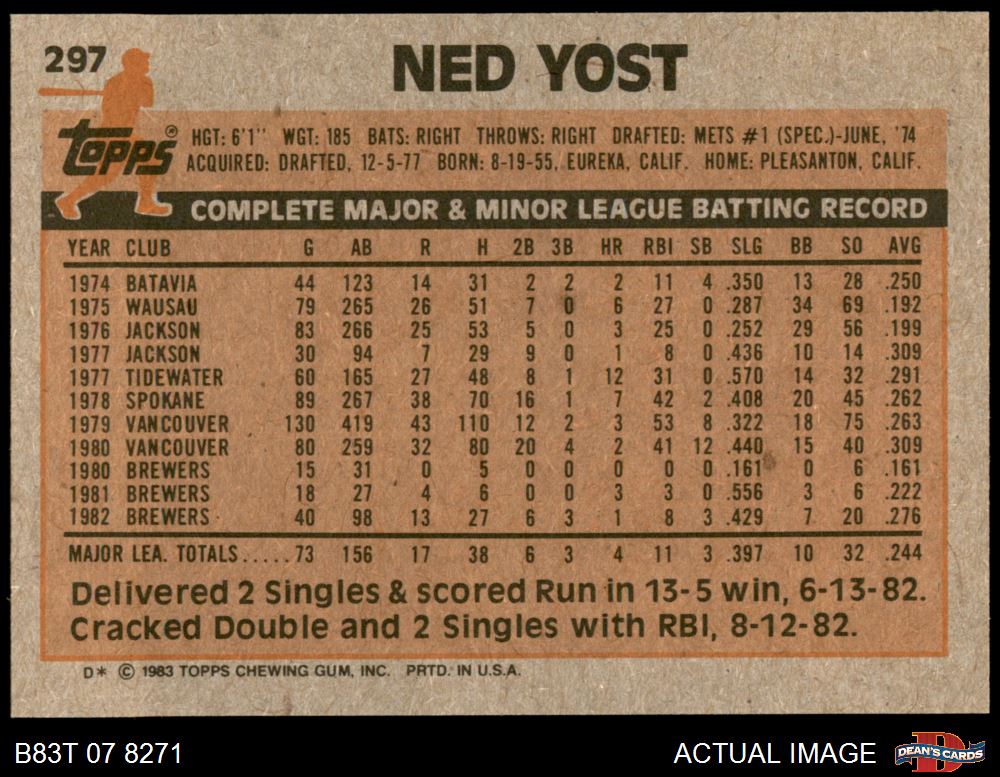 297 NED YOST
Topps® HGT: 6'1'' WGT: 185 BATS: RIGHT THROWS: RIGHT DRAFTED: METS #1 (SPEC.)-JUNE, '74
ACQUIRED: DRAFTED, 12-5-77 BORN: 8-19-55, EUREKA, CALIF. HOME: PLEASANTON, CALIF.
COMPLETE MAJOR & MINOR LEAGUE BATTING RECORD
YEAR CLUB G AB R H 2B 3B HR RBI SB SLG BB SO AVG
1974 BATAVIA 44 123 14 31 2 2 2 11 4 .350 13 28 .250
1975 WAUSAU 79 265 26 51 7 0 6 27 0 .287 34 69 .192
1976 JACKSON 83 266 25 53 5 0 3 25 0 .252 29 56 .199
1977 JACKSON 30 94 7 29 9 0 1 8 0 .436 10 14 .309
1977 TIDEWATER 60 165 27 48 8 1 12 31 0 .570 14 32 .291
1978 SPOKANE 89 267 38 70 16 1 7 42 2 .408 20 45 .262
1979 VANCOUVER 130 419 43 110 12 2 3 53 8 .322 18 75 .263
1980 VANCOUVER 80 259 32 80 20 4 2 41 12 .440 15 40 .309
1980 BREWERS 15 31 0 5 0 0 0 0 0 .161 0 6 .161
1981 BREWERS 18 27 4 6 0 0 3 3 0 .556 3 6 .222
1982 BREWERS 40 98 13 27 6 3 1 8 3 .429 7 20 .276
MAJOR LEA. TOTALS.....73 156 17 38 6 3 4 11 3 .397 10 32 .244
Delivered 2 Singles & scored Run in 13-5 win, 6-13-82.
Cracked Double and 2 Singles with RBI, 8-12-82.
D* © 1983 TOPPS CHEWING GUM, INC. PRTD. IN U.S.A.
B83T 07 8271 ACTUAL IMAGE D DEAN'S CARDS